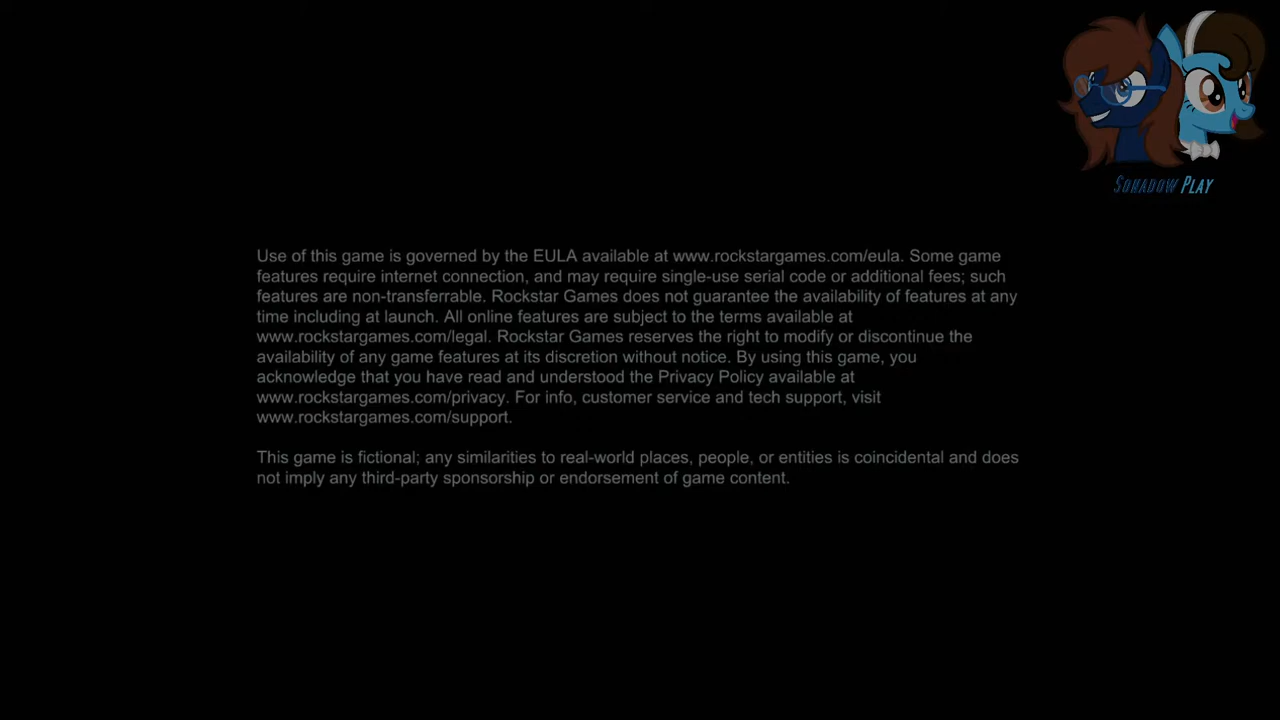 Sohadow Play
Use of this game is governed by the EULA available at www.rockstargames.com/eula. Some game
features require internet connection, and may require single-use serial code or additional fees; such
features are non-transferrable. Rockstar Games does not guarantee the availability of features at any
time including at launch. All online features are subject to the terms available at
www.rockstargames.com/legal. Rockstar Games reserves the right to modify or discontinue the
availability of any game features at its discretion without notice. By using this game, you
acknowledge that you have read and understood the Privacy Policy available at
www.rockstargames.com/privacy. For info, customer service and tech support, visit
www.rockstargames.com/support.
This game is fictional; any similarities to real-world places, people, or entities is coincidental and does
not imply any third-party sponsorship or endorsement of game content.